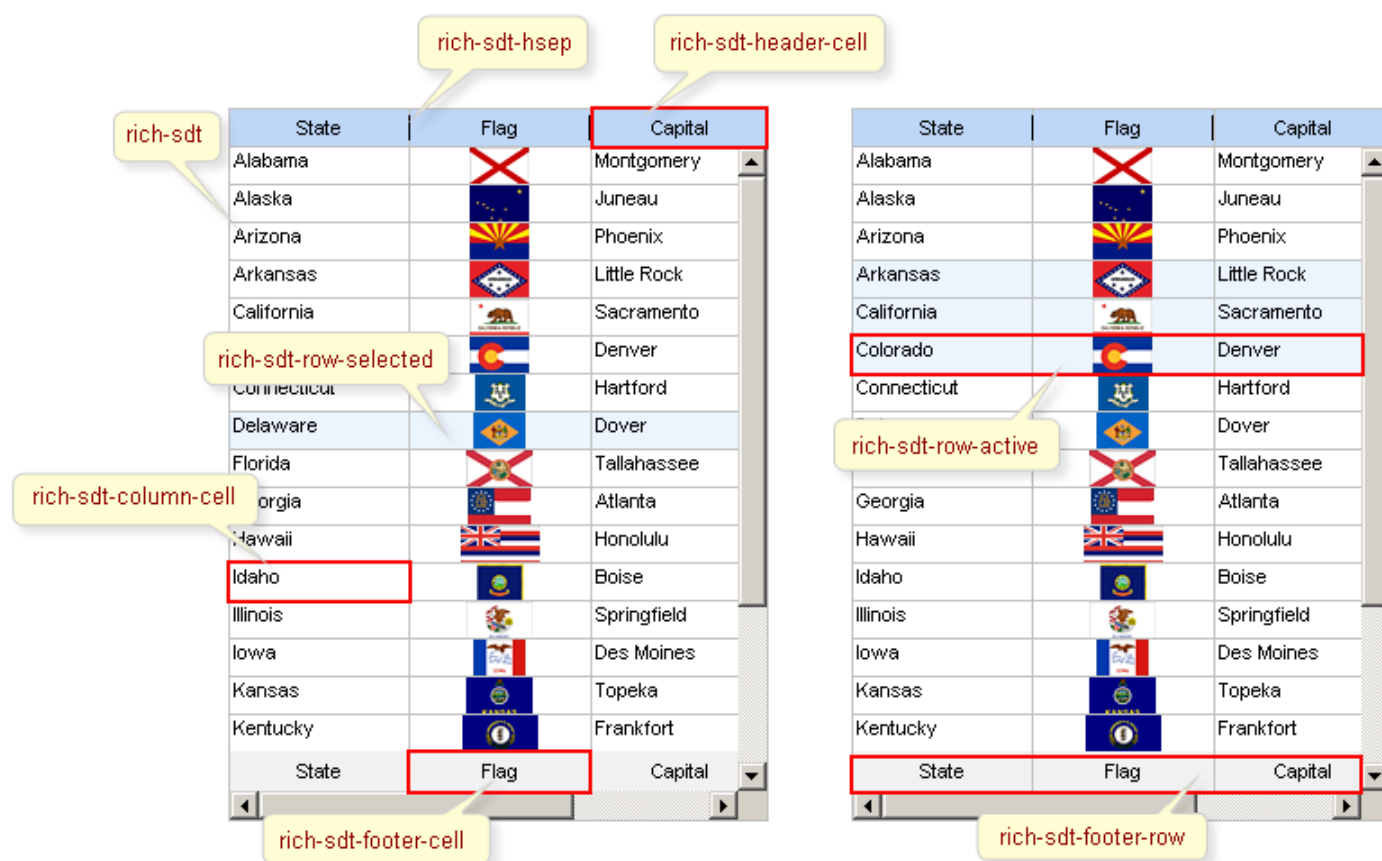 rich-sdt-hsep
rich-sdt-header-cell
rich-sdt
State Flag Capital
Alabama Montgomery
Alaska Juneau
Arizona Phoenix
Arkansas Little Rock
California Sacramento
rich-sdt-row-selected
Denver
Connecticut Hartford
Delaware Dover
Florida Tallahassee
rich-sdt-column-cell
orgia Atlanta
Hawaii Honolulu
Idaho Boise
Illinois Springfield
Iowa Des Moines
Kansas Topeka
KANSAS
Kentucky Frankfort
State Flag Capital
rich-sdt-footer-cell
State Flag Capital
Alabama Montgomery
Alaska Juneau
Arizona Phoenix
Arkansas Little Rock
California Sacramento
Colorado Denver
Connecticut Hartford
Dover
rich-sdt-row-active
Tallahassee
Georgia Atlanta
Hawaii Honolulu
Idaho Boise
Illinois Springfield
Iowa Des Moines
Kansas Topeka
KANSAS
Kentucky Frankfort
State Flag Capital
rich-sdt-footer-row